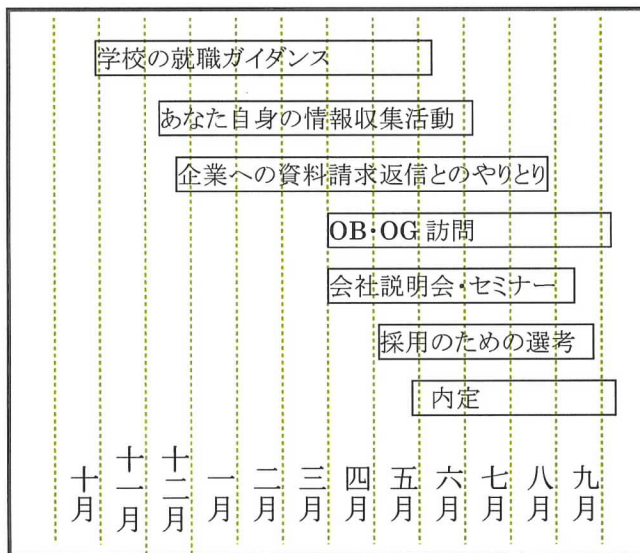 学校の就職ガイダンス
あなた自身の情報収集活動
企業への資料請求返信とのやりとり
OB・OG 訪問
会社説明会・セミナー
採用のための選考
内定
十月
十一月
十二月
一月
二月
三月
四月
五月
六月
七月
八月
九月